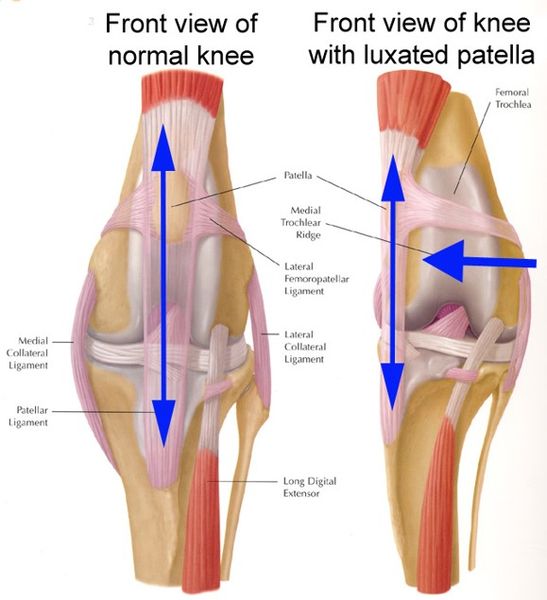 Front view of
normal knee
Front view of knee
with luxated patella
3
Femoral
Trochlea
Patella
Medial
Trochlear
Ridge
Lateral
Femoropatellar
Ligament
Medial
Collateral
Ligament
Lateral
Collateral
Ligament
Patellar
Ligament
Long Digital
Extensor